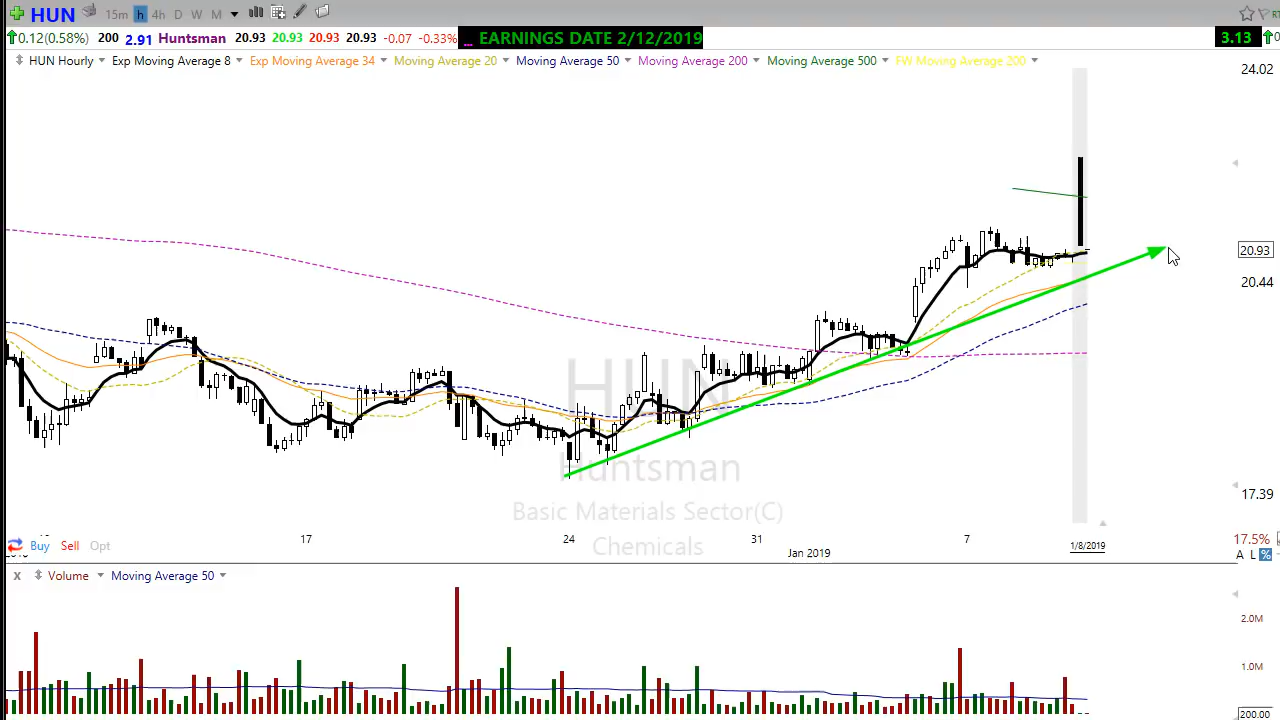 HUN 15m h 4h D W M
0.12(0.58%) 200 2.91 Huntsman 20.93 20.93 20.93 20.93 -0.07 -0.33% ... EARNINGS DATE 2/12/2019 3.13
HUN Hourly Exp Moving Average 8 Exp Moving Average 34 Moving Average 20 Moving Average 50 Moving Average 200 Moving Average 500 FW Moving Average 200
24.02
20.93
20.44
HUN
Huntsman
17.39
Basic Materials Sector(C)
Chemicals
17 24 31 7
Jan 2019 1/8/2019
17.5%
Buy Sell Opt
A L %
X Volume Moving Average 50
2.0M
1.0M
200.00